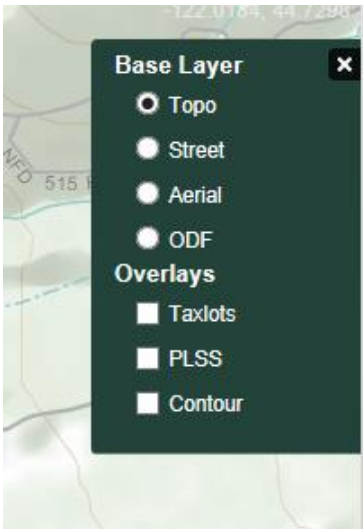 -122.0184, 44.7298
Base Layer
Topo
Street
Aerial
ODF
Overlays
Taxlots
PLSS
Contour
NFD
515